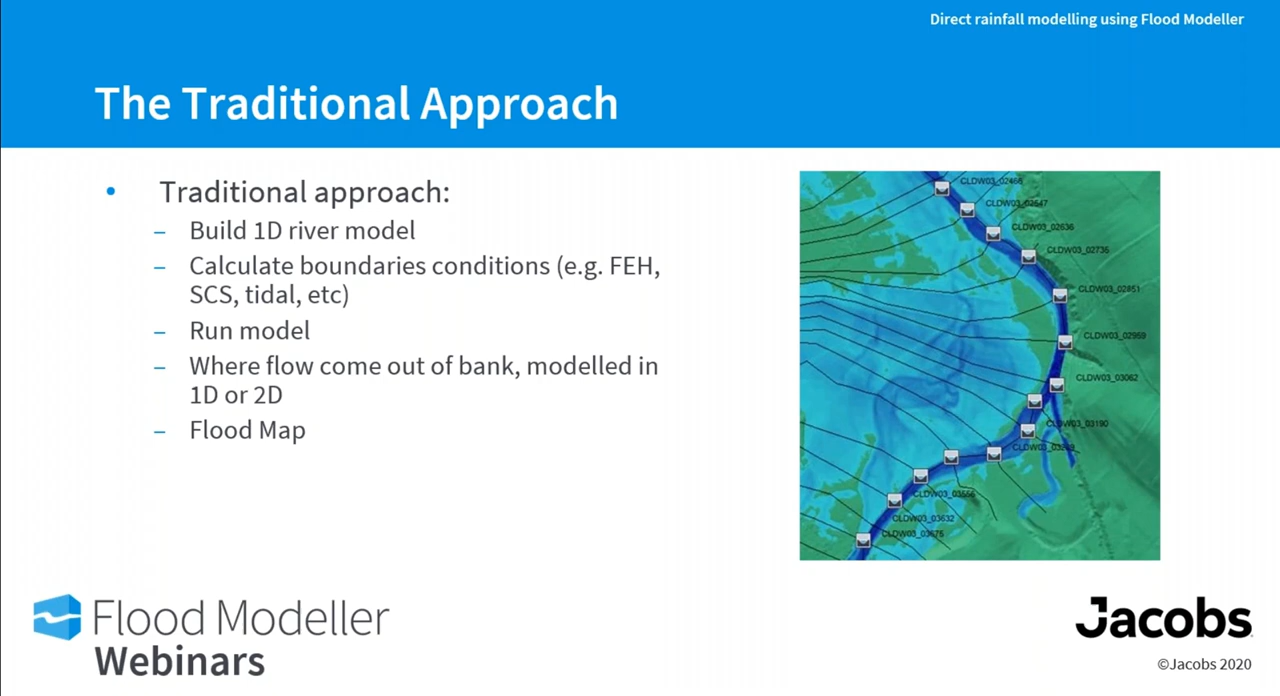 Direct rainfall modelling using Flood Modeller
The Traditional Approach
• Traditional approach:
– Build 1D river model
– Calculate boundaries conditions (e.g. FEH,
SCS, tidal, etc)
– Run model
– Where flow come out of bank, modelled in
1D or 2D
– Flood Map
CLDW03_02466
CLDW03_02547
CLDW03_02636
CLDW03_02735
CLDW03_02851
CLDW03_02959
CLDW03_03062
CLDW03_03190
CLDW03_03556
CLDW03_03632
CLDW03_03675
Flood Modeller
Webinars
Jacobs
©Jacobs 2020